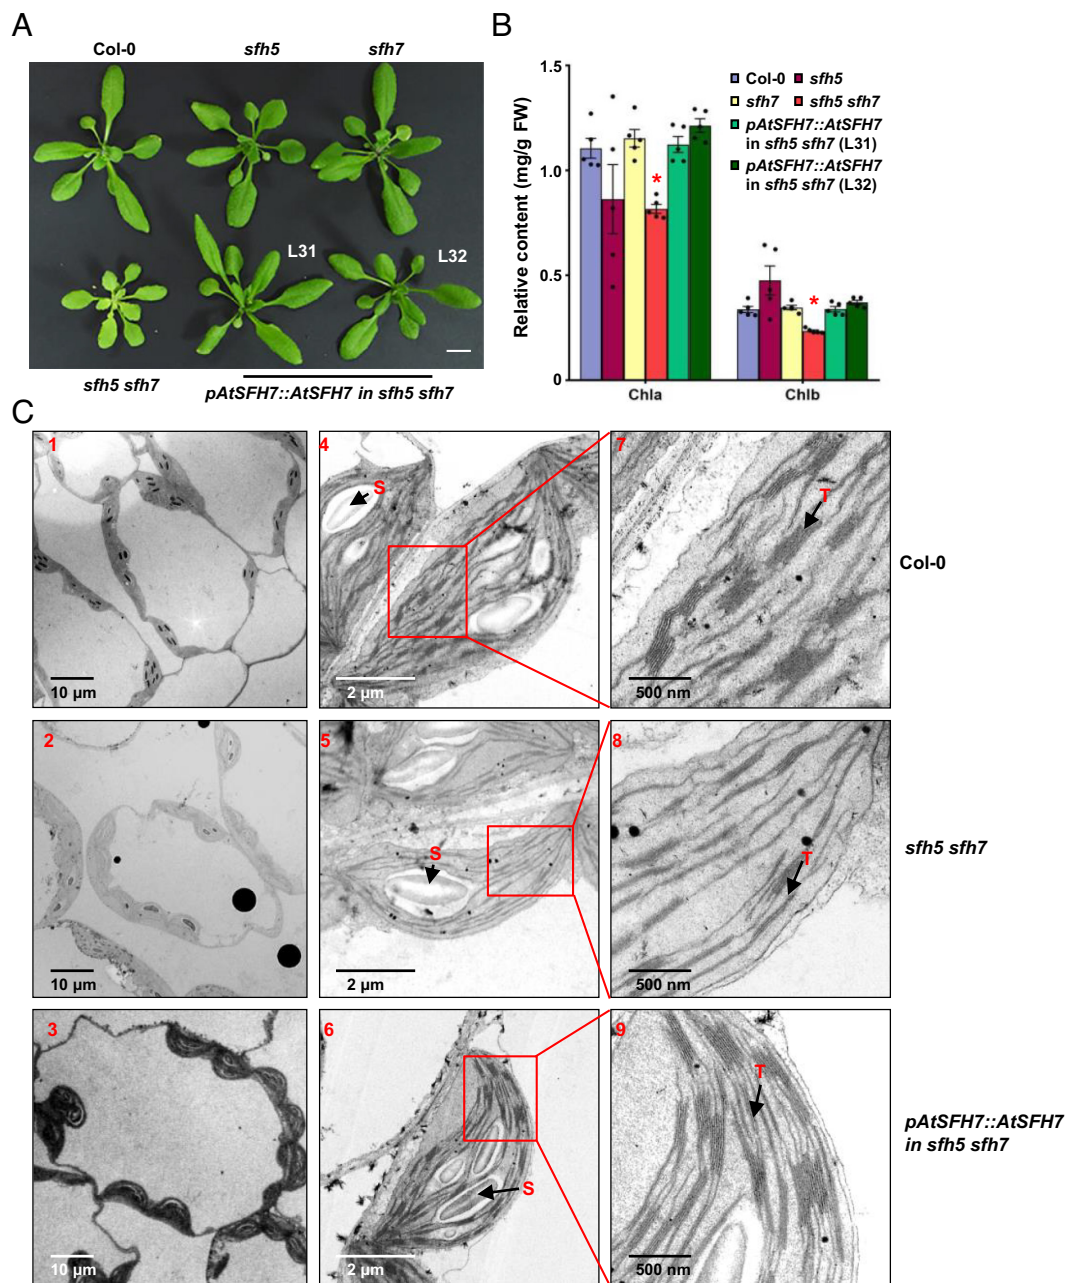 A
Col-0 sfh5 sfh7
L31
L32
sfh5 sfh7
pAtSFH7::AtSFH7 in sfh5 sfh7
B
Relative content (mg/g FW)
1.5
1.0
0.5
0
Col-0 sfh5
sfh7 sfh5 sfh7
pAtSFH7::AtSFH7
in sfh5 sfh7 (L31)
pAtSFH7::AtSFH7
in sfh5 sfh7 (L32)
*
*
Chla Chlb
C
1
10 µm
4
S
2 µm
7
T
500 nm
Col-0
2
10 µm
5
S
2 µm
8
T
500 nm
sfh5 sfh7
3
10 µm
6
S
2 µm
9
T
500 nm
pAtSFH7::AtSFH7
in sfh5 sfh7